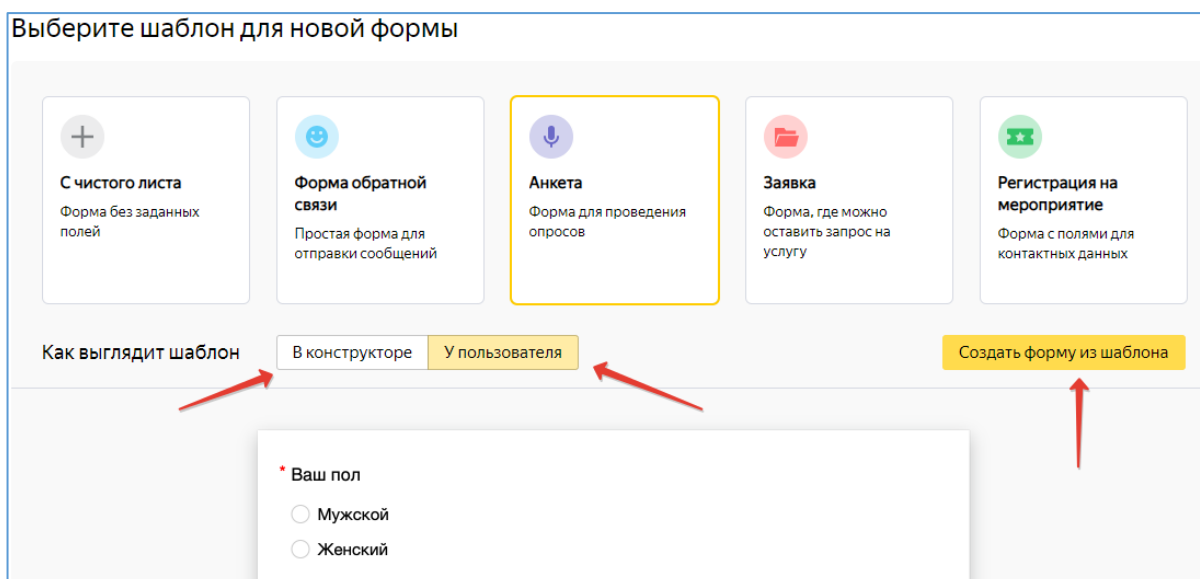 Выберите шаблон для новой формы
С чистого листа
Форма без заданных
полей
Форма обратной
связи
Простая форма для
отправки сообщений
Анкета
Форма для проведения
опросов
Заявка
Форма, где можно
оставить запрос на
услугу
Регистрация на
мероприятие
Форма с полями для
контактных данных
Как выглядит шаблон
В конструкторе
У пользователя
Создать форму из шаблона
* Ваш пол
Мужской
Женский